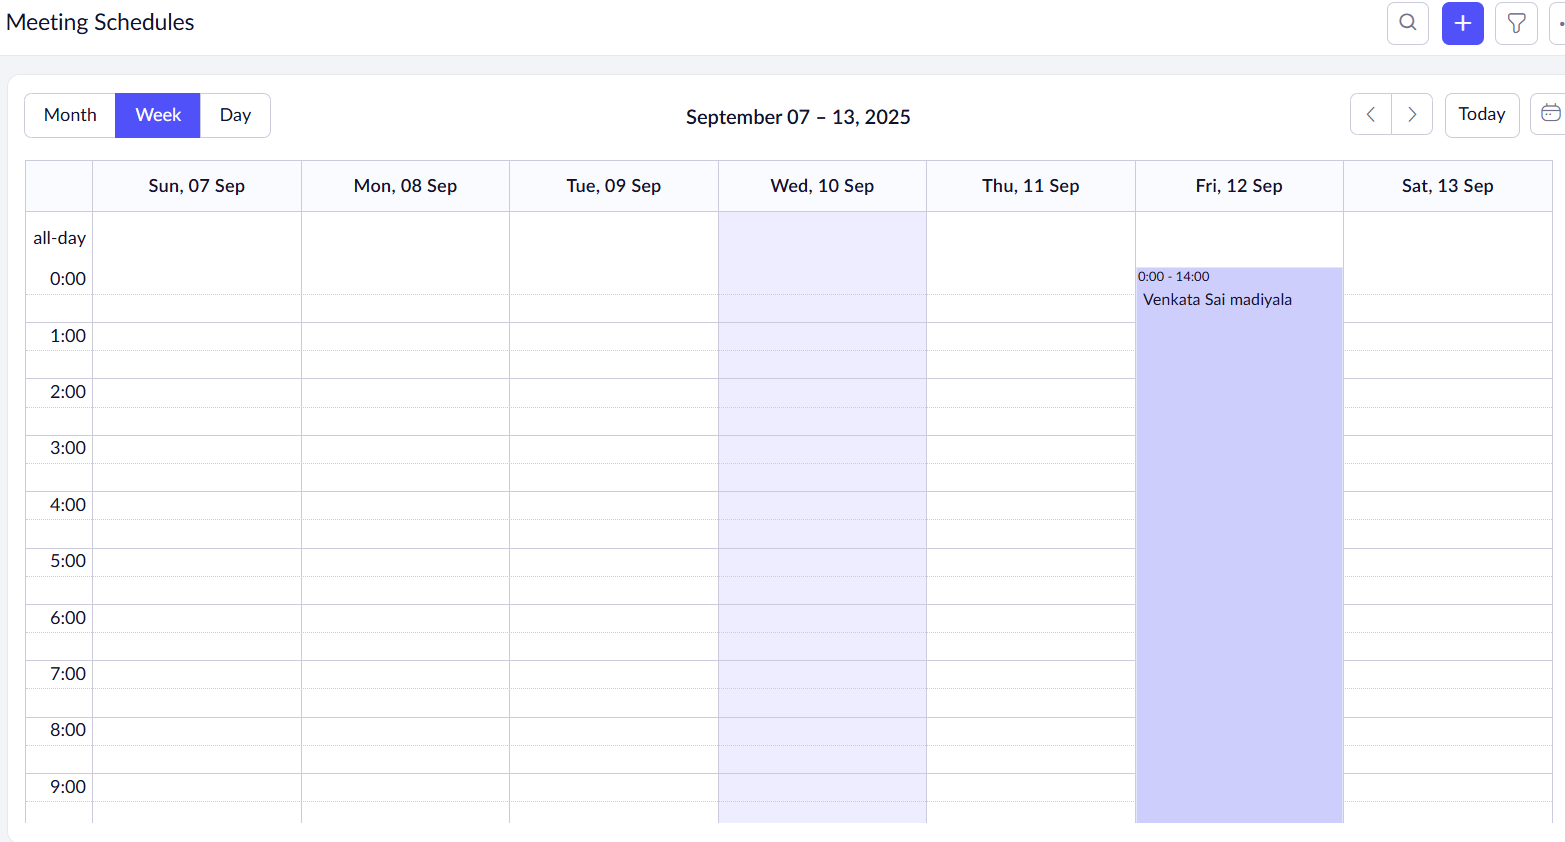 Meeting Schedules
Month Week Day
September 07 – 13, 2025
Today
Sun, 07 Sep Mon, 08 Sep Tue, 09 Sep Wed, 10 Sep Thu, 11 Sep Fri, 12 Sep Sat, 13 Sep
all-day
0:00
0:00 - 14:00
Venkata Sai madiyala
1:00
2:00
3:00
4:00
5:00
6:00
7:00
8:00
9:00